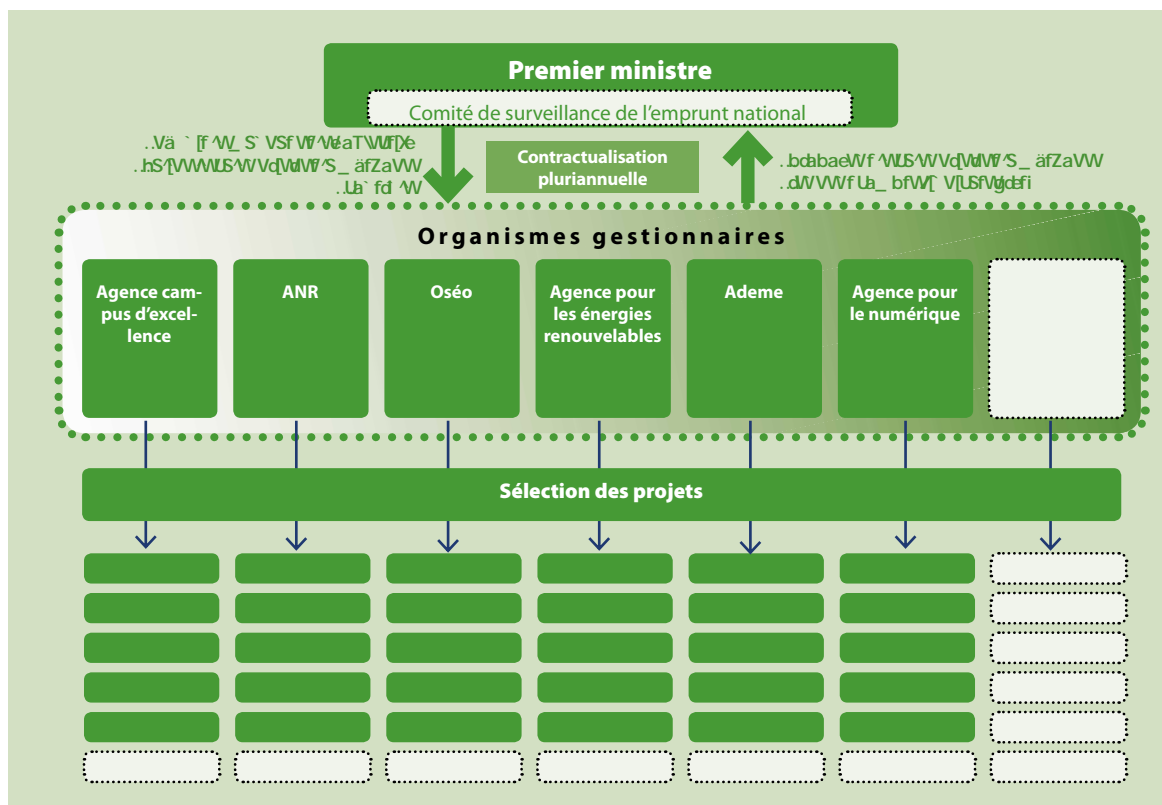 Premier ministre
Comité de surveillance de l'emprunt national
Contractualisation
pluriannuelle
Organismes gestionnaires
Agence cam-
pus d'excel-
lence
ANR
Oséo
Agence pour
les énergies
renouvelables
Ademe
Agence pour
le numérique
Sélection des projets